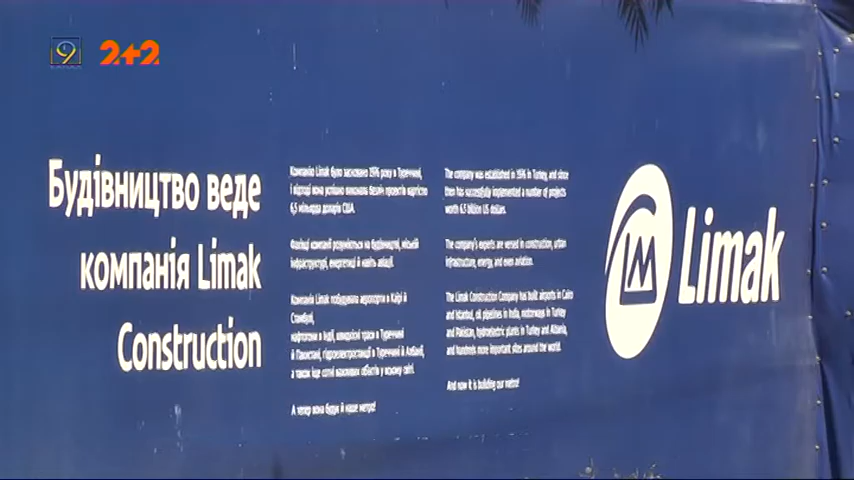 2+2
Будівництво веде
компанія Limak
Construction
Компанію Limak було засновано 1976 року в Туреччині,
і відтоді вона успішно виконала безліч проектів вартістю
6,5 мільярда доларів США.
Фахівці компанії розуміються на будівництві, міській
інфраструктурі, енергетиці й навіть авіації.
Компанія Limak побудувала аеропорти в Каїрі й
Стамбулі,
нафтогони в Індії, швидкісні траси в Туреччині
й Пакистані, гідроелектростанції в Туреччині й Албанії,
а також іще сотні важливих об'єктів у усьому світі.
А тепер вона будує й наше метро!
The company was established in 1976 in Turkey, and since
then has successfully implemented a number of projects
worth 6.5 billion US dollars.
The company's experts are versed in construction, urban
infrastructure, energy, and even aviation.
The Limak Construction Company has built airports in Cairo
and Istanbul, oil pipelines in India, motorways in Turkey
and Pakistan, hydroelectric plants in Turkey and Albania,
and hundreds more important sites around the world.
And now it is building our metro!
Limak